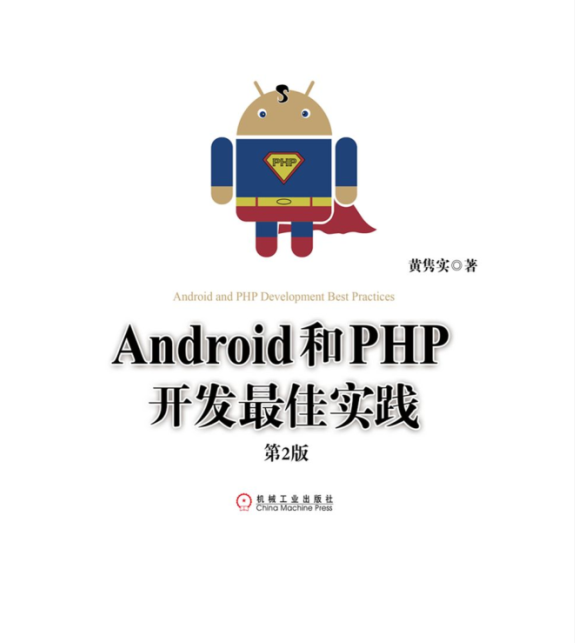 PHP
黄隽实◎著
Android and PHP Development Best Practices
Android和PHP
开发最佳实践
第2版
机械工业出版社
China Machine Press